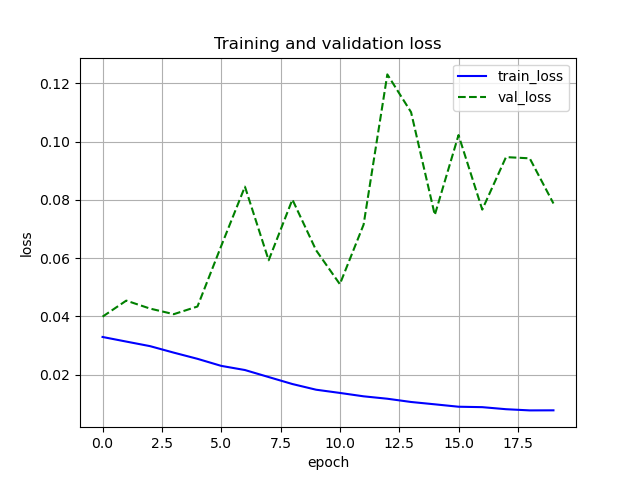 Training and validation loss
train_loss
val_loss
0.12
0.10
0.08
0.06
0.04
0.02
loss
0.0 2.5 5.0 7.5 10.0 12.5 15.0 17.5
epoch